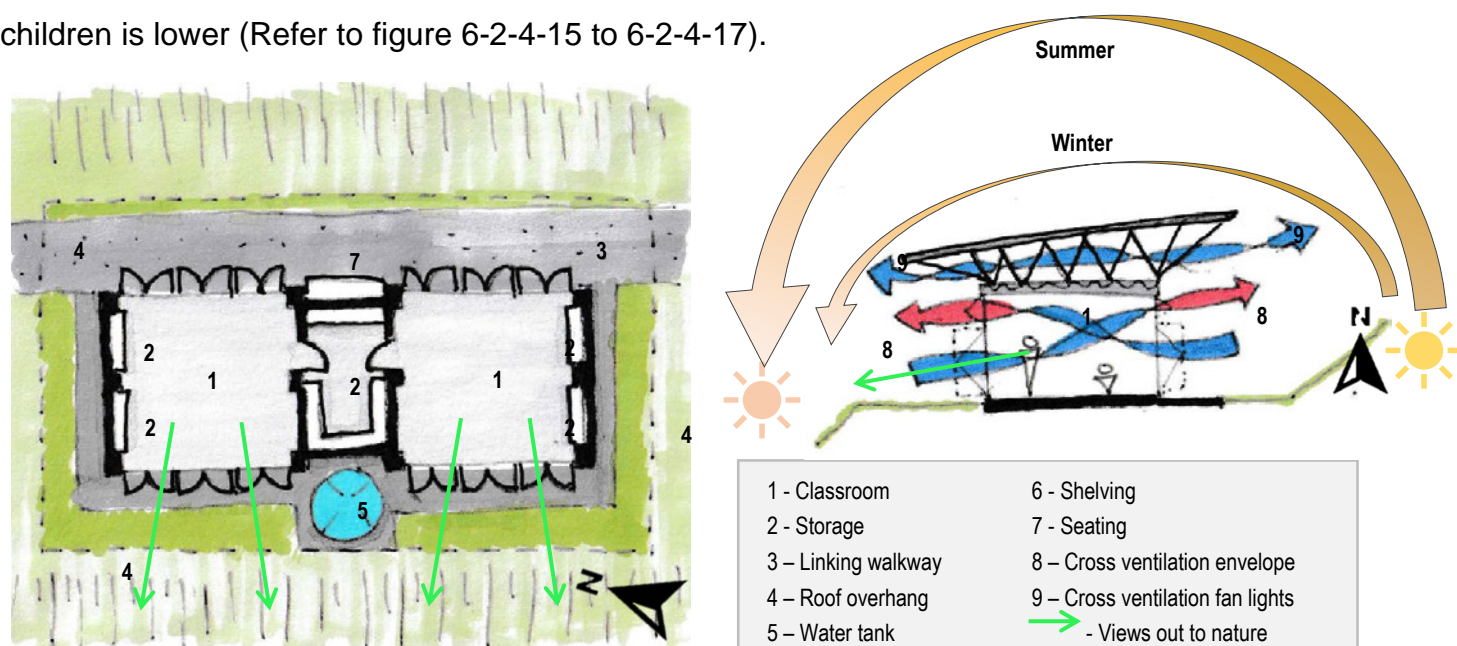 children is lower (Refer to figure 6-2-4-15 to 6-2-4-17).
4
7
3
2
1
2
2
1
2
2
4
5
4
N
Summer
Winter
9
9
1
8
8
N
1 - Classroom
2 - Storage
3 – Linking walkway
4 – Roof overhang
5 – Water tank
6 - Shelving
7 - Seating
8 – Cross ventilation envelope
9 – Cross ventilation fan lights
- Views out to nature